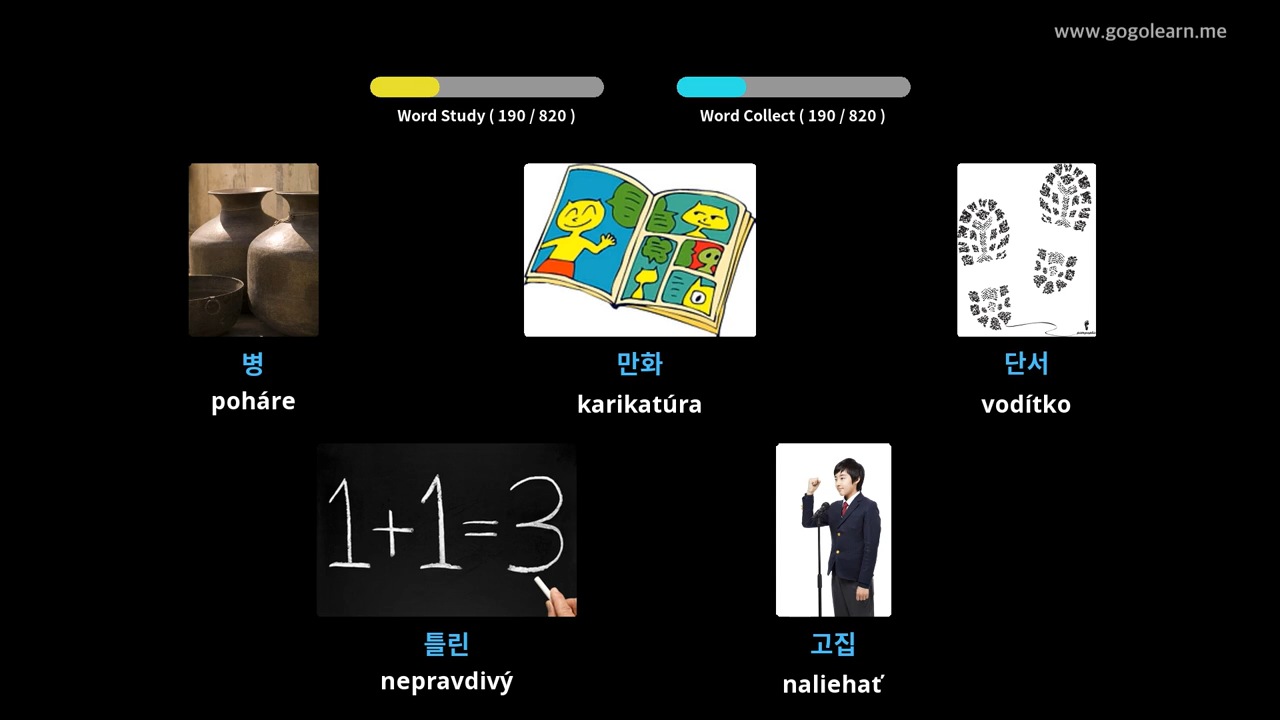 www.gogolearn.me
Word Study ( 190 / 820 )
Word Collect ( 190 / 820 )
병
poháre
만화
karikatúra
단서
vodítko
1+1=3
틀린
nepravdivý
고집
naliehať